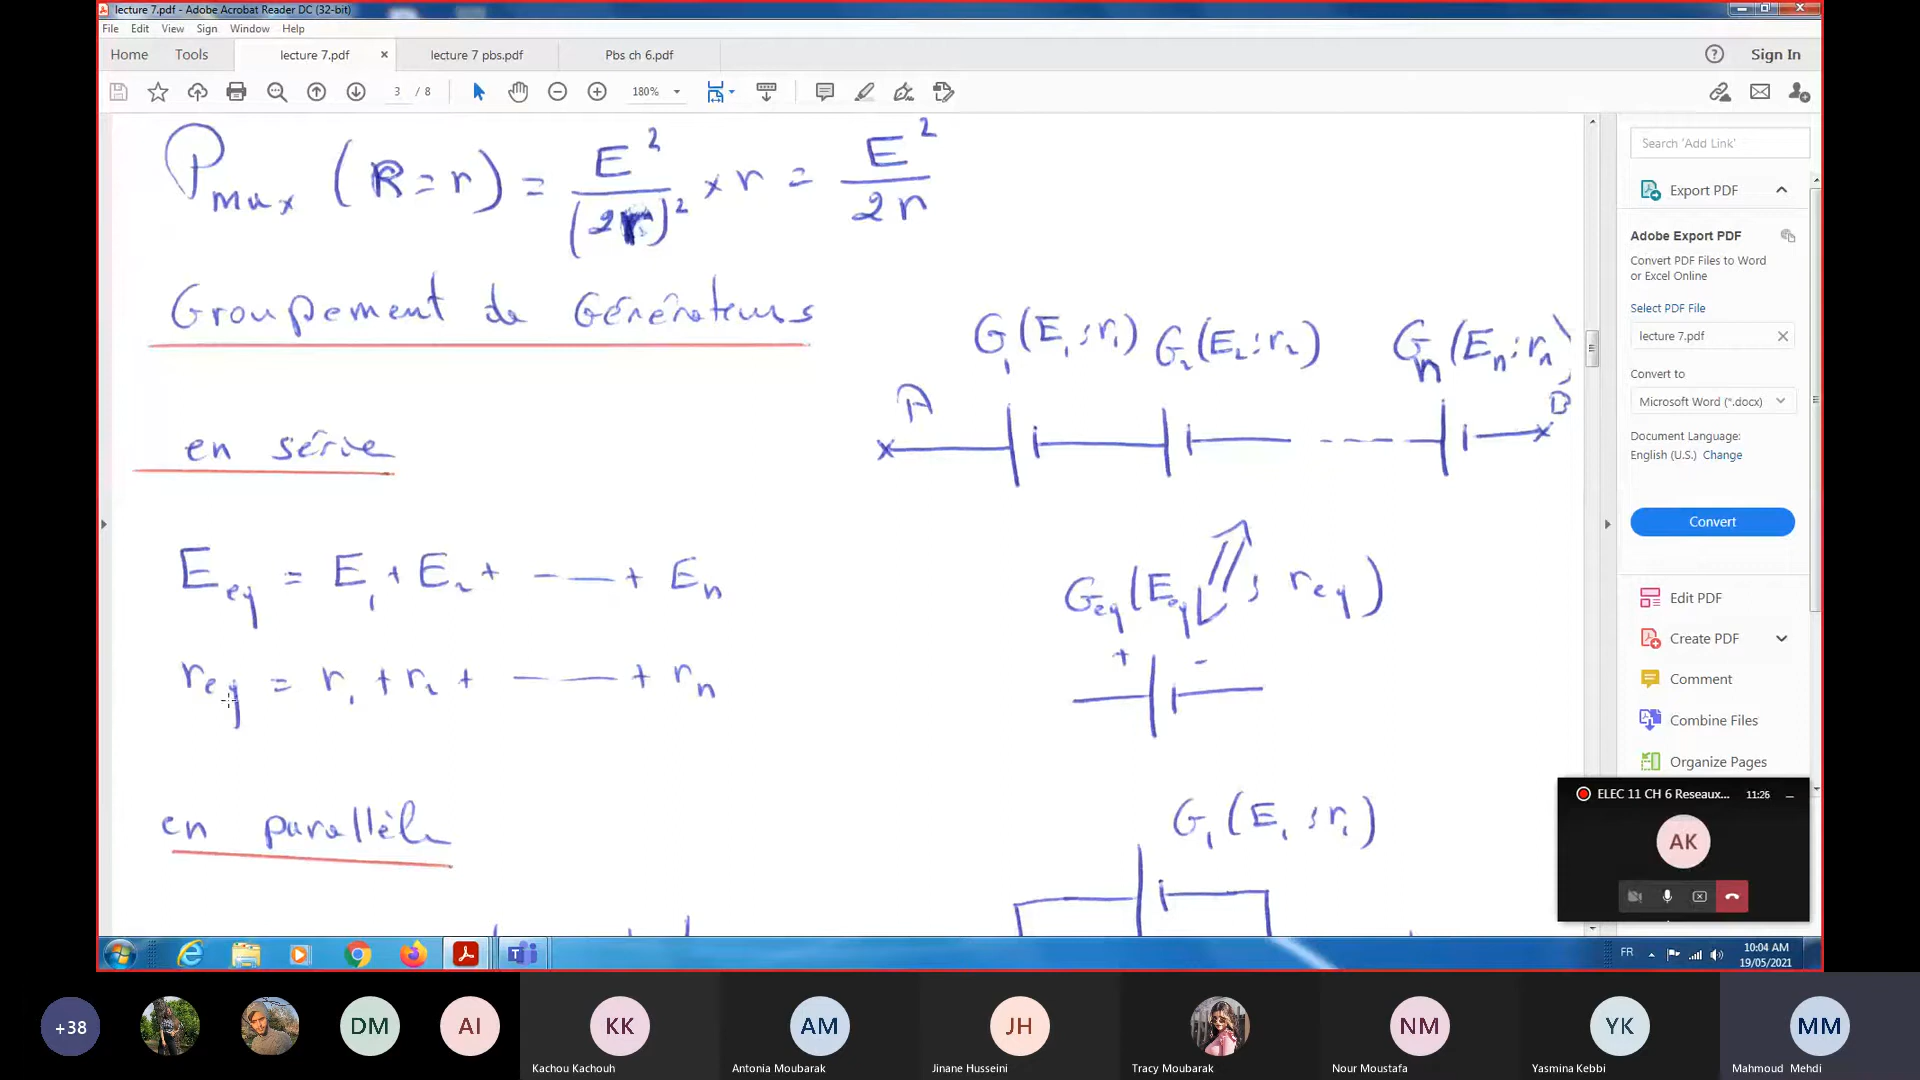 lecture 7.pdf - Adobe Acrobat Reader DC (32-bit)
File Edit View Sign Window Help
Home Tools lecture 7.pdf × lecture 7 pbs.pdf Pbs ch 6.pdf Sign In
3 / 8 180%
P max (R = r) = E² / (2r)² × r = E² / 2r
Groupement de Générateurs
G₁(E₁ ; r₁) G₂(E₂ ; r₂) Gn(En ; rn)
A B
en série
Eeq = E₁ + E₂ + ---- + En
Geq(Eeq ; req)
+ -
req = r₁ + r₂ + ---- + rn
en parallèle
G₁(E₁ ; r₁)
Search 'Add Link'
Export PDF
Adobe Export PDF
Convert PDF Files to Word
or Excel Online
Select PDF File
lecture 7.pdf
Convert to
Microsoft Word (*.docx)
Document Language:
English (U.S.) Change
Convert
Edit PDF
Create PDF
Comment
Combine Files
Organize Pages
ELEC 11 CH 6 Reseaux... 11:26
AK
FR 10:04 AM
19/05/2021
+38 DM AI KK AM JH NM YK MM
Kachou Kachouh Antonia Moubarak Jinane Husseini Tracy Moubarak Nour Moustafa Yasmina Kebbi Mahmoud Mehdi